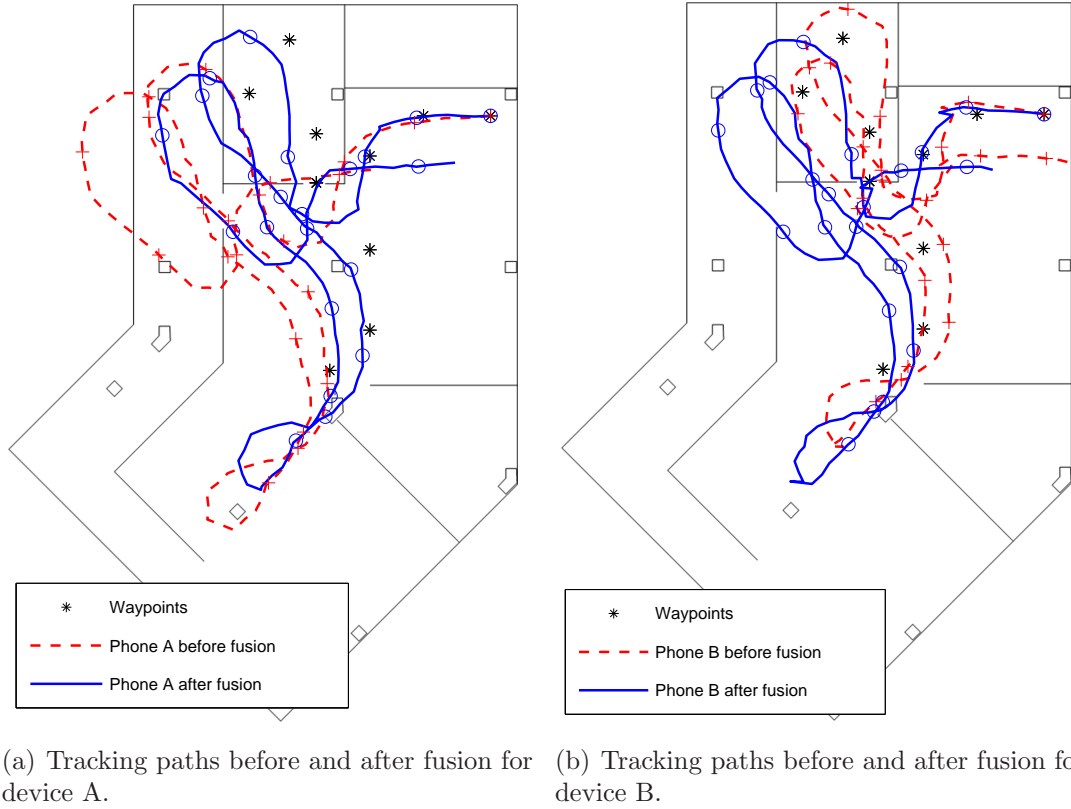 Waypoints
Phone A before fusion
Phone A after fusion
Waypoints
Phone B before fusion
Phone B after fusion
(a) Tracking paths before and after fusion for
device A.
(b) Tracking paths before and after fusion fo
device B.